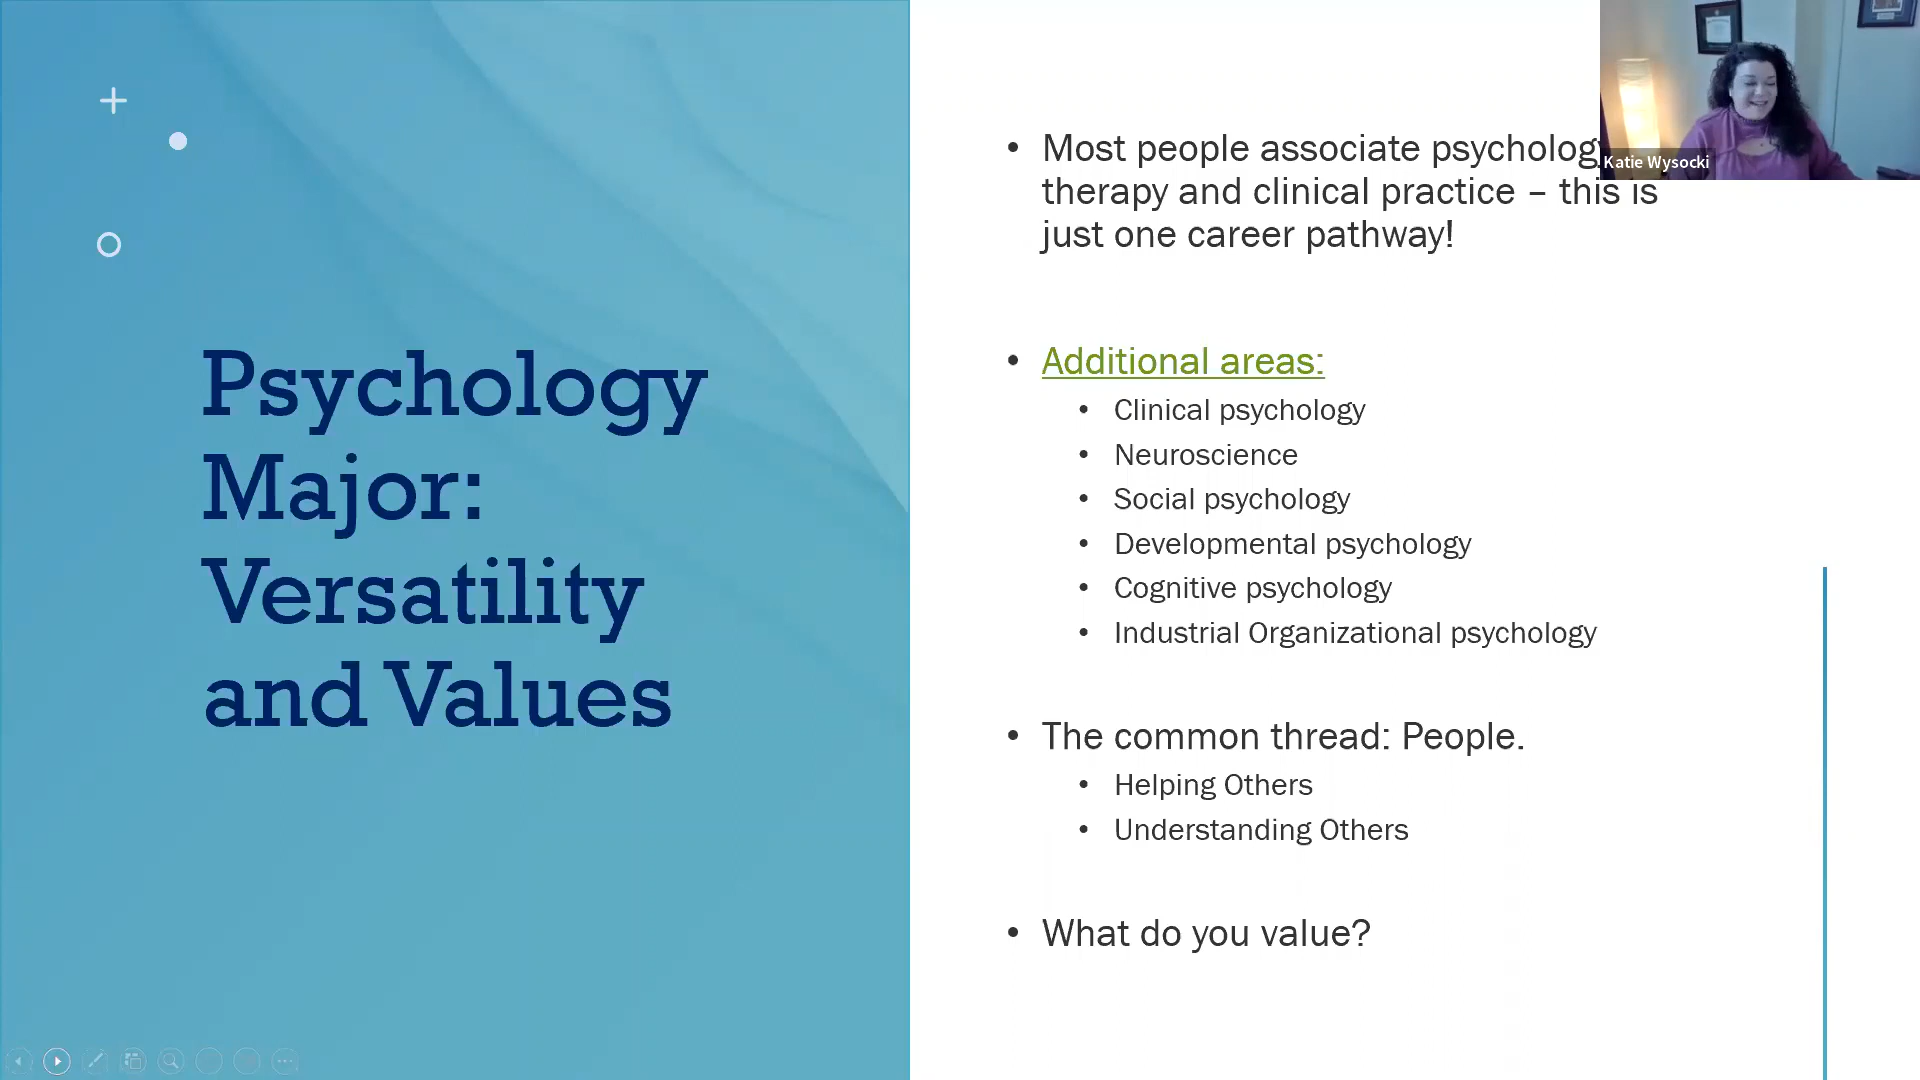 Psychology
Major:
Versatility
and Values
• Most people associate
therapy and clinical practice – this is
just one career pathway!
• Additional areas:
• Clinical psychology
• Neuroscience
• Social psychology
• Developmental psychology
• Cognitive psychology
• Industrial Organizational psychology
• The common thread: People.
• Helping Others
• Understanding Others
• What do you value?
Katie Wysocki